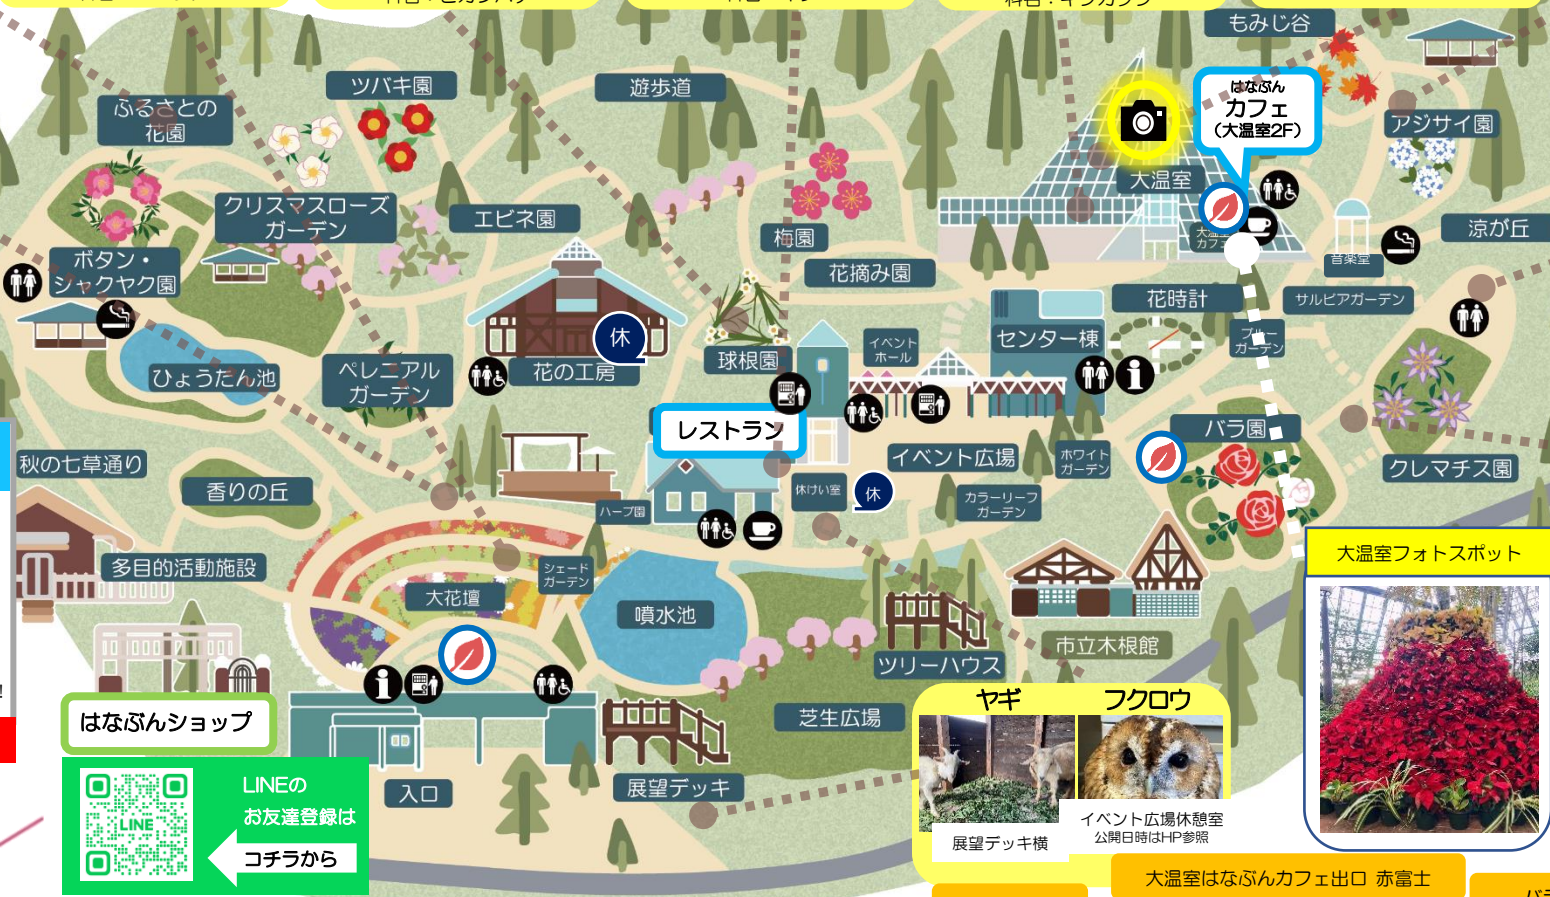 もみじ谷
はなぶん
カフェ
(大温室2F)
ツバキ園
遊歩道
ふるさとの
花園
アジサイ園
大温室
クリスマスローズ
ガーデン
エビネ園
梅園
涼が丘
大温室
カフェ
音楽堂
ボタン・
シャクヤク園
花摘み園
花時計
サルビアガーデン
休
センター棟
ブルー
ガーデン
イベント
ホール
ひょうたん池
ペレニアル
ガーデン
花の工房
球根園
レストラン
バラ園
秋の七草通り
イベント広場
ホワイト
ガーデン
クレマチス園
香りの丘
休けい室
休
カラーリーフ
ガーデン
ハーブ園
多目的活動施設
シェード
ガーデン
大花壇
噴水池
大温室フォトスポット
市立木根館
ツリーハウス
ヤギ
フクロウ
はなぶんショップ
芝生広場
展望デッキ
入口
LINE
LINEの
お友達登録は
コチラから
イベント広場休憩室
公開日時はHP参照
展望デッキ横
大温室はなぶんカフェ出口 赤富士